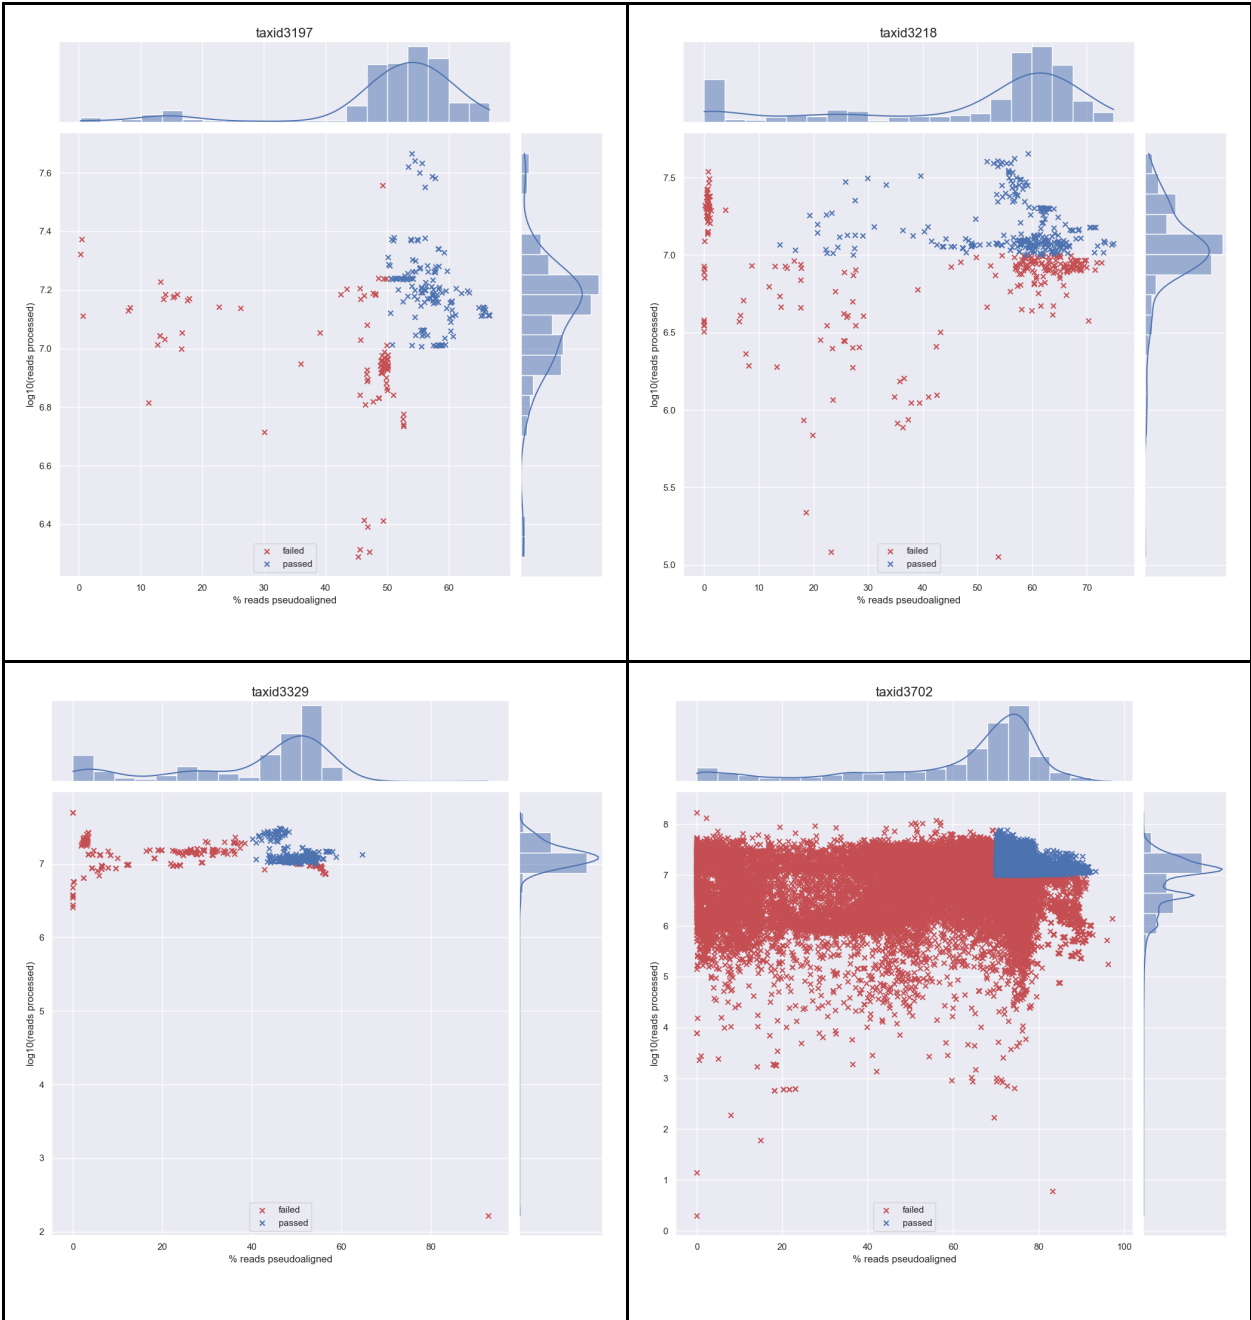 taxid3197
7.6
7.4
7.2
7.0
6.8
6.6
6.4
log10(reads processed)
failed
passed
0 10 20 30 40 50 60
% reads pseudoaligned
taxid3218
7.5
7.0
6.5
6.0
5.5
5.0
log10(reads processed)
failed
passed
0 10 20 30 40 50 60 70
% reads pseudoaligned
taxid3329
7
6
5
4
3
2
log10(reads processed)
failed
passed
0 20 40 60 80
% reads pseudoaligned
taxid3702
8
7
6
5
4
3
2
1
0
log10(reads processed)
failed
passed
0 20 40 60 80 100
% reads pseudoaligned